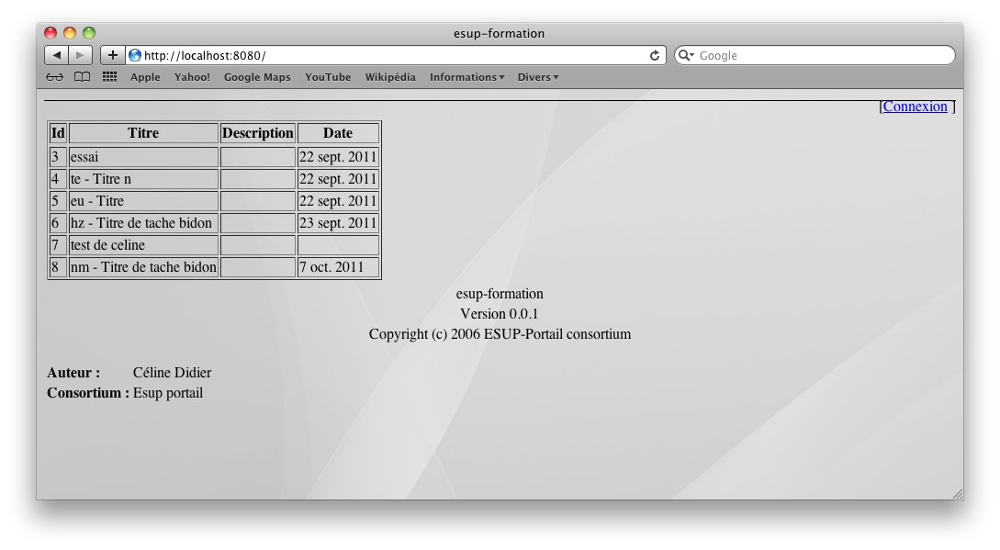 esup-formation
http://localhost:8080/
Google
Apple Yahoo! Google Maps YouTube Wikipédia Informations▾ Divers▾
[Connexion ]
Id Titre Description Date
3 essai 22 sept. 2011
4 te - Titre n 22 sept. 2011
5 eu - Titre 22 sept. 2011
6 hz - Titre de tache bidon 23 sept. 2011
7 test de celine
8 nm - Titre de tache bidon 7 oct. 2011
esup-formation
Version 0.0.1
Copyright (c) 2006 ESUP-Portail consortium
Auteur : Céline Didier
Consortium : Esup portail